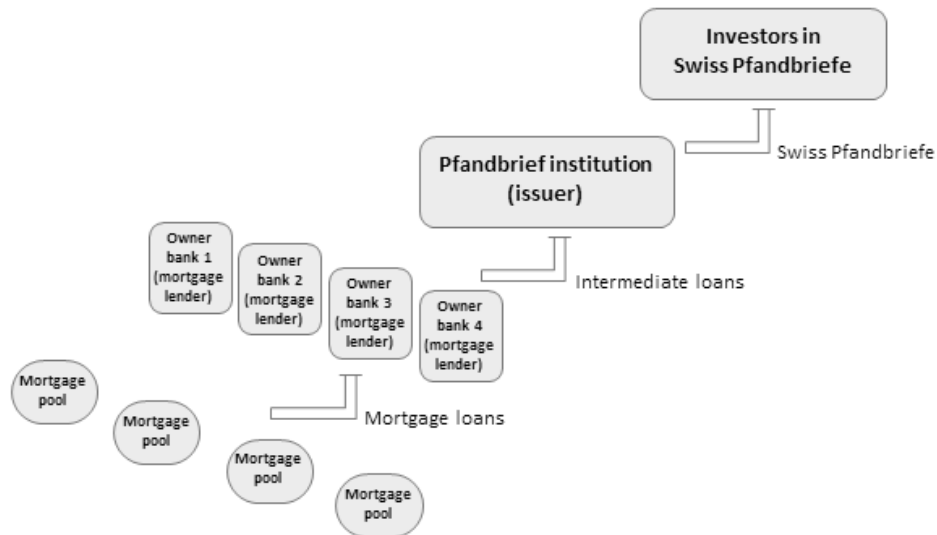 Investors in
Swiss Pfandbriefe
Swiss Pfandbriefe
Pfandbrief institution
(issuer)
Intermediate loans
Owner
bank 1
(mortgage
lender)
Owner
bank 2
(mortgage
lender)
Owner
bank 3
(mortgage
lender)
Owner
bank 4
(mortgage
lender)
Mortgage loans
Mortgage
pool
Mortgage
pool
Mortgage
pool
Mortgage
pool